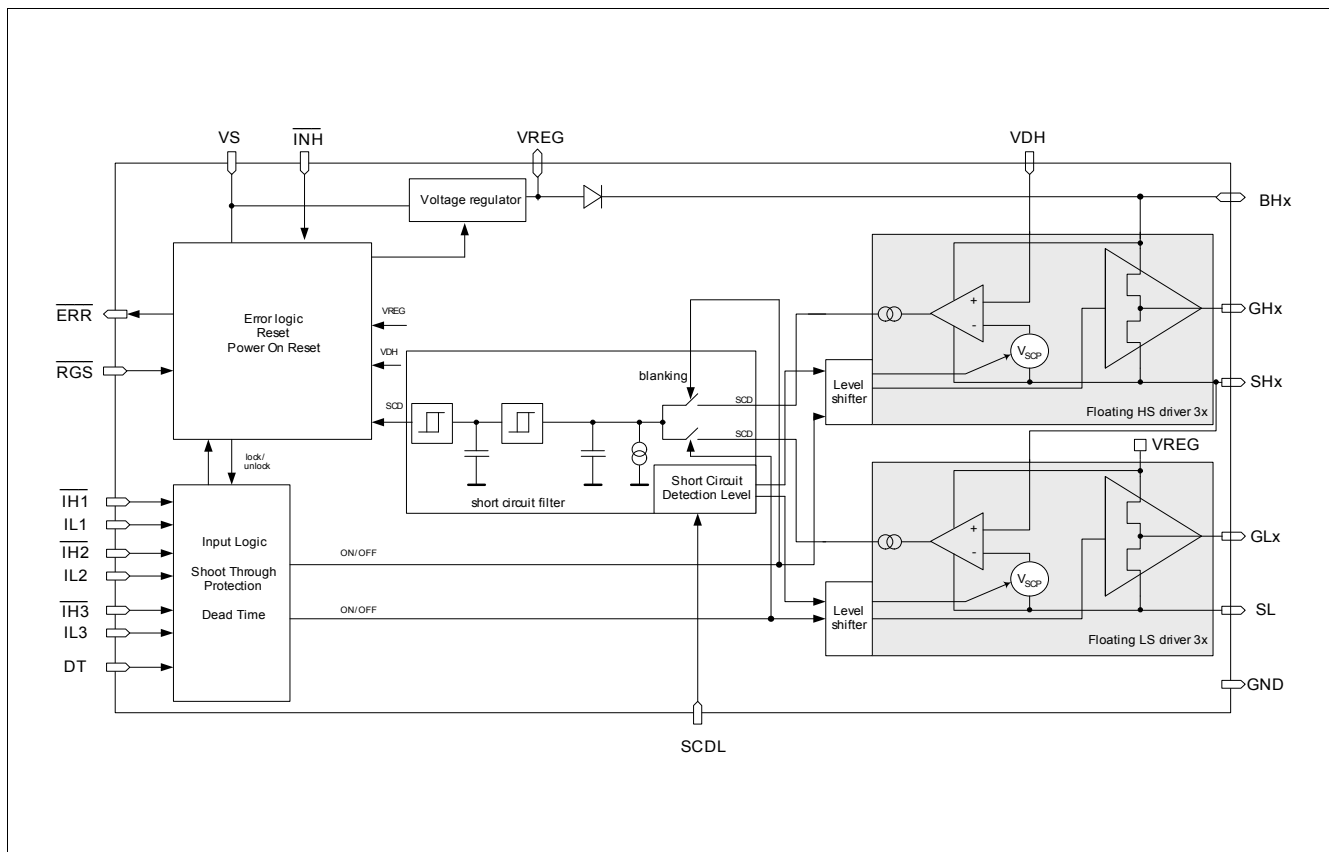 VS
INH
VREG
VDH
Voltage regulator
BHx
ERR
RGS
Error logic
Reset
Power On Reset
VREG
VDH
SCD
blanking
SCD
SCD
short circuit filter
Short Circuit
Detection Level
+
-
VSCP
Level
shifter
Floating HS driver 3x
GHx
SHx
VREG
lock/
unlock
IH1
IL1
IH2
IL2
IH3
IL3
DT
Input Logic
Shoot Through
Protection
Dead Time
ON/OFF
ON/OFF
+
-
VSCP
Level
shifter
Floating LS driver 3x
GLx
SL
GND
SCDL